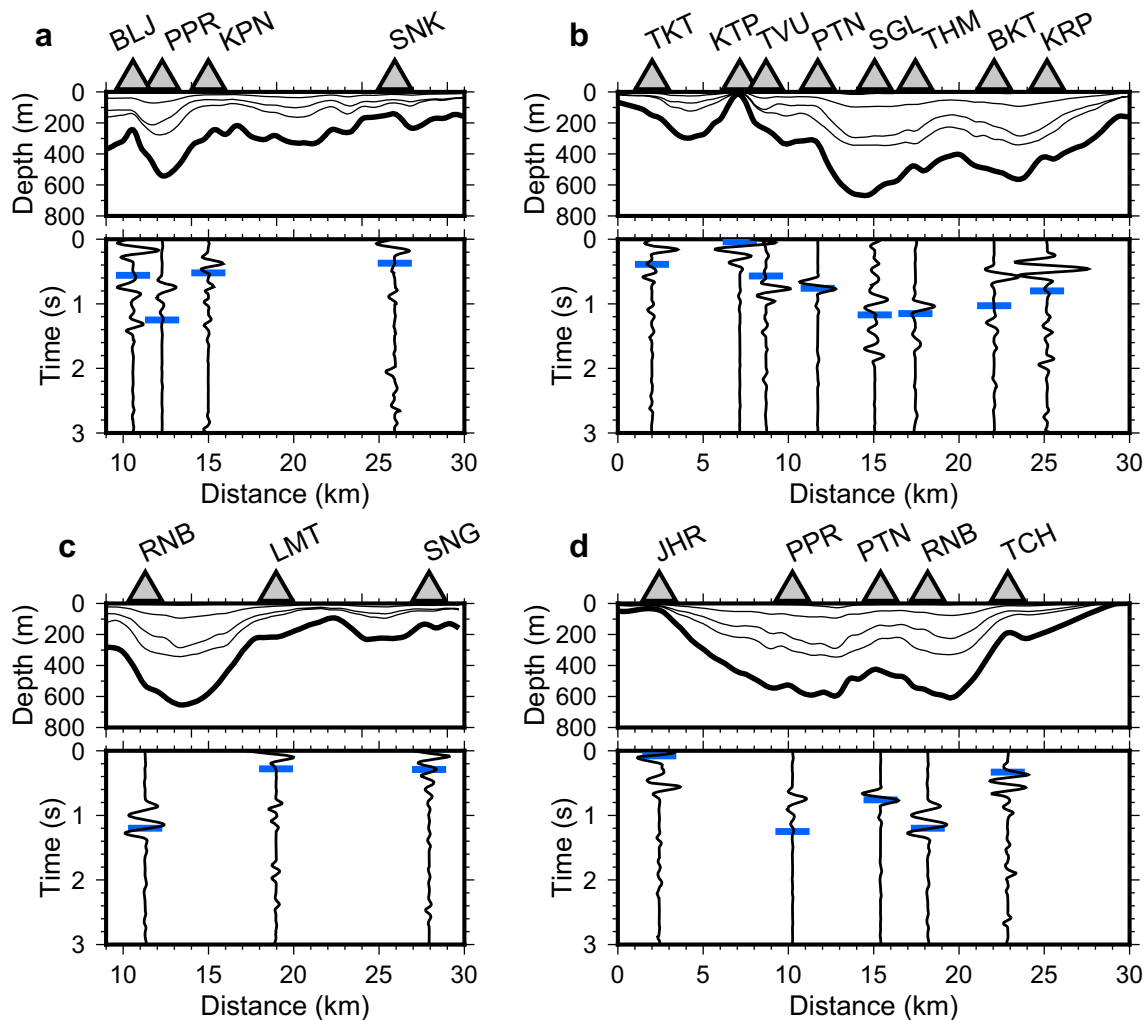 a
BLJ PPR KPN SNK
0
200
400
600
800
Depth (m)
0
1
2
3
Time (s)
10 15 20 25 30
Distance (km)
b
TKT KTP TVU PTN SGL THM BKT KRP
0
200
400
600
800
Depth (m)
0
1
2
3
Time (s)
0 5 10 15 20 25 30
Distance (km)
c
RNB LMT SNG
0
200
400
600
800
Depth (m)
0
1
2
3
Time (s)
10 15 20 25 30
Distance (km)
d
JHR PPR PTN RNB TCH
0
200
400
600
800
Depth (m)
0
1
2
3
Time (s)
0 5 10 15 20 25 30
Distance (km)